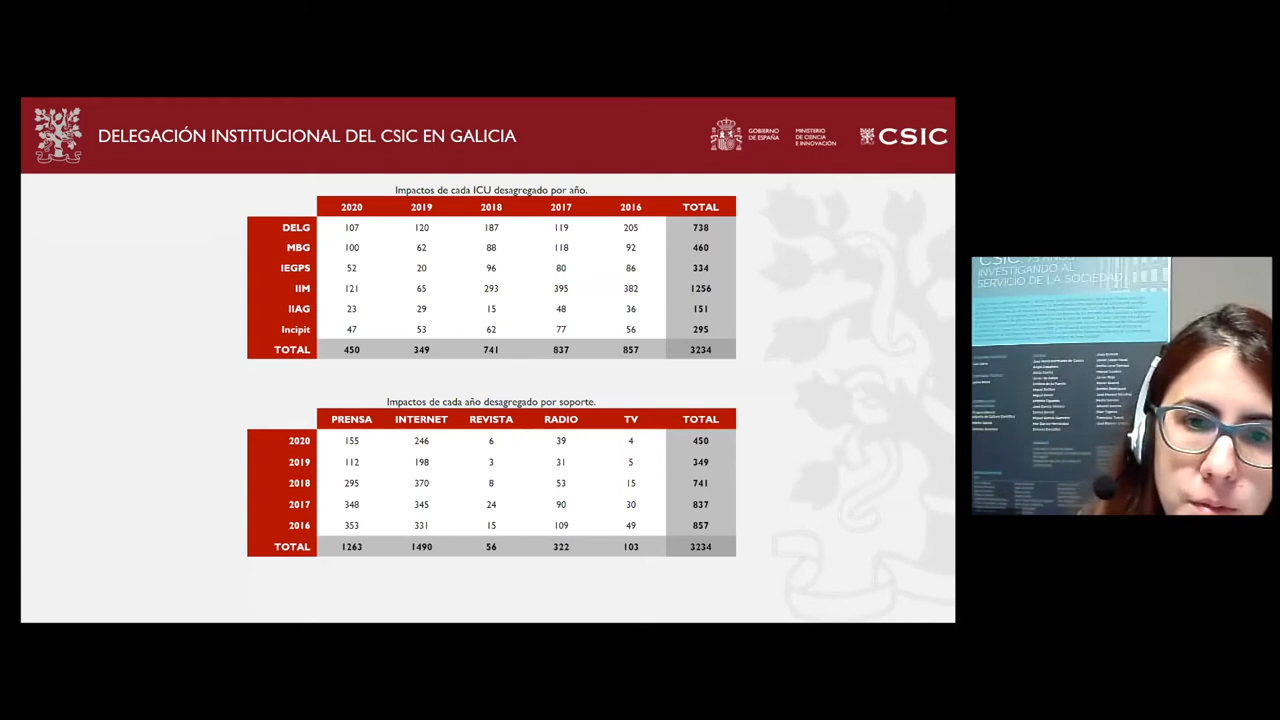 DELEGACIÓN INSTITUCIONAL DEL CSIC EN GALICIA
GOBIERNO DE ESPAÑA
MINISTERIO DE CIENCIA E INNOVACIÓN
CSIC
Impactos de cada ICU desagregado por año.
2020 2019 2018 2017 2016 TOTAL
DELG 107 120 187 119 205 738
MBG 100 62 88 118 92 460
IEGPS 52 20 96 80 86 334
IIM 121 65 293 395 382 1256
IIAG 23 29 15 48 36 151
Incipit 47 53 62 77 56 295
TOTAL 450 349 741 837 857 3234
Impactos de cada año desagregado por soporte.
PRENSA INTERNET REVISTA RADIO TV TOTAL
2020 155 246 6 39 4 450
2019 112 198 3 31 5 349
2018 295 370 8 53 15 741
2017 348 345 24 90 30 837
2016 353 331 15 109 49 857
TOTAL 1263 1490 56 322 103 3234
CSIC: 75 AÑOS
INVESTIGANDO AL
SERVICIO DE LA SOCIEDAD